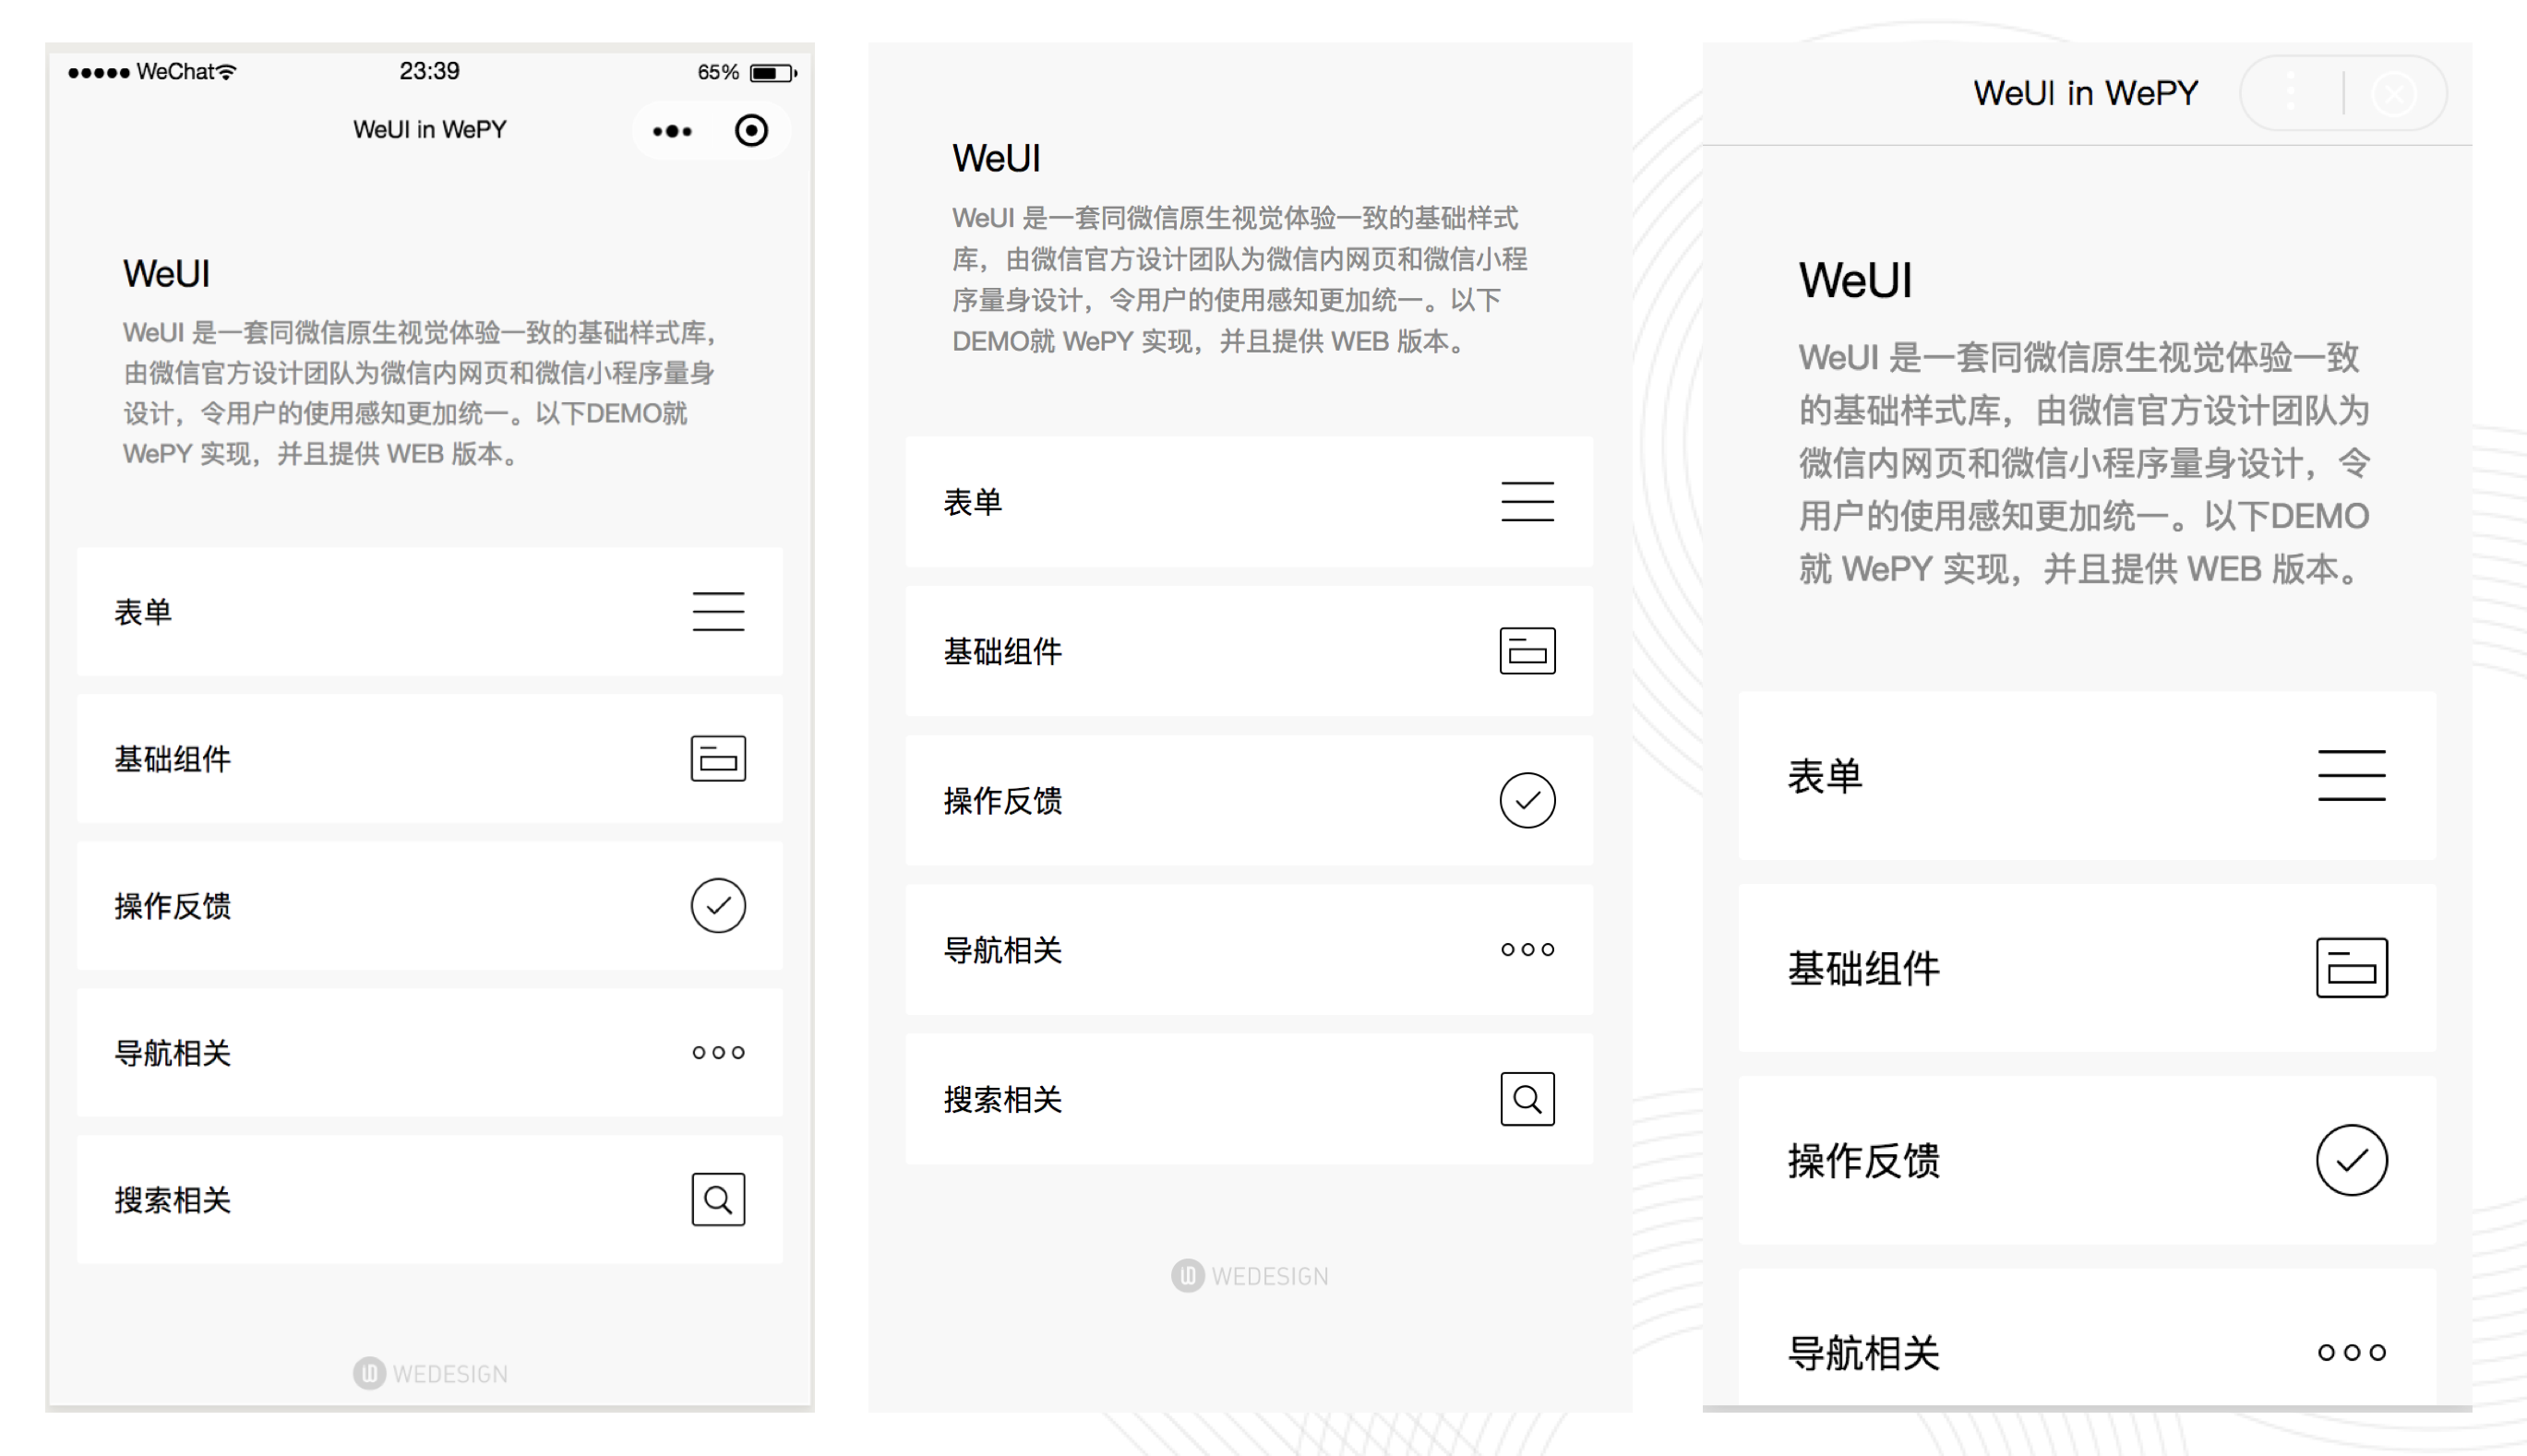 WeChat 23:39 65%
WeUI in WePY
WeUI
WeUI 是一套同微信原生视觉体验一致的基础样式库，
由微信官方设计团队为微信内网页和微信小程序量身
设计，令用户的使用感知更加统一。以下DEMO就
WePY 实现，并且提供 WEB 版本。
表单
基础组件
操作反馈
导航相关
搜索相关
WEDESIGN
WeUI
WeUI 是一套同微信原生视觉体验一致的基础样式
库，由微信官方设计团队为微信内网页和微信小程
序量身设计，令用户的使用感知更加统一。以下
DEMO就 WePY 实现，并且提供 WEB 版本。
表单
基础组件
操作反馈
导航相关
搜索相关
WEDESIGN
WeUI in WePY
WeUI
WeUI 是一套同微信原生视觉体验一致
的基础样式库，由微信官方设计团队为
微信内网页和微信小程序量身设计，令
用户的使用感知更加统一。以下DEMO
就 WePY 实现，并且提供 WEB 版本。
表单
基础组件
操作反馈
导航相关